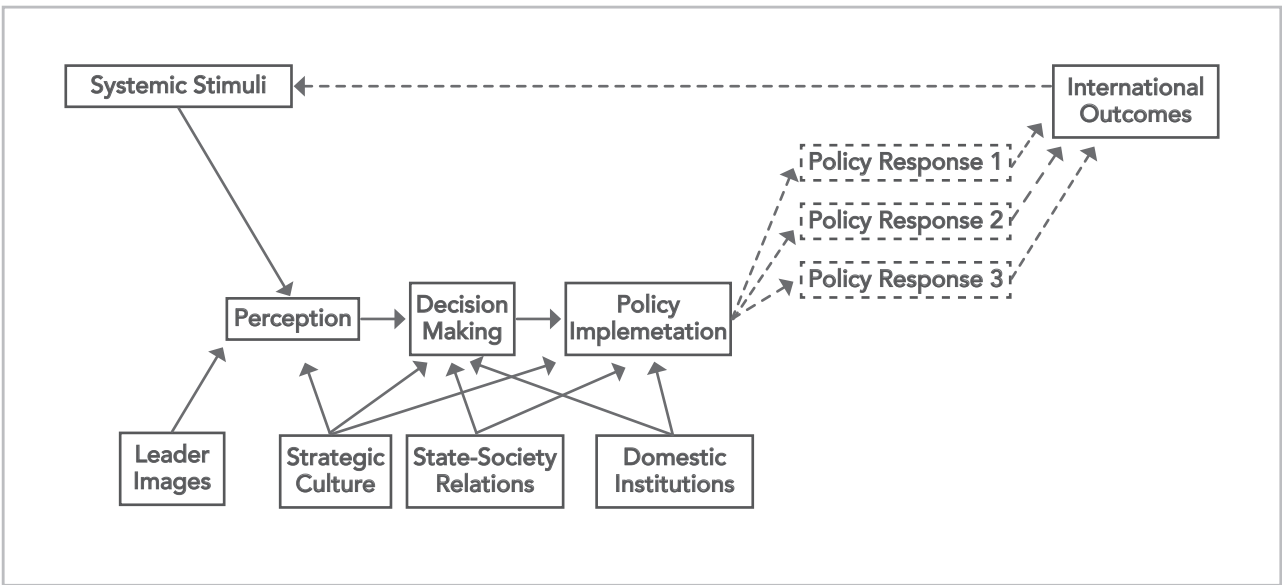 Systemic Stimuli
International
Outcomes
Policy Response 1
Policy Response 2
Policy Response 3
Perception
Decision
Making
Policy
Implemetation
Leader
Images
Strategic
Culture
State-Society
Relations
Domestic
Institutions